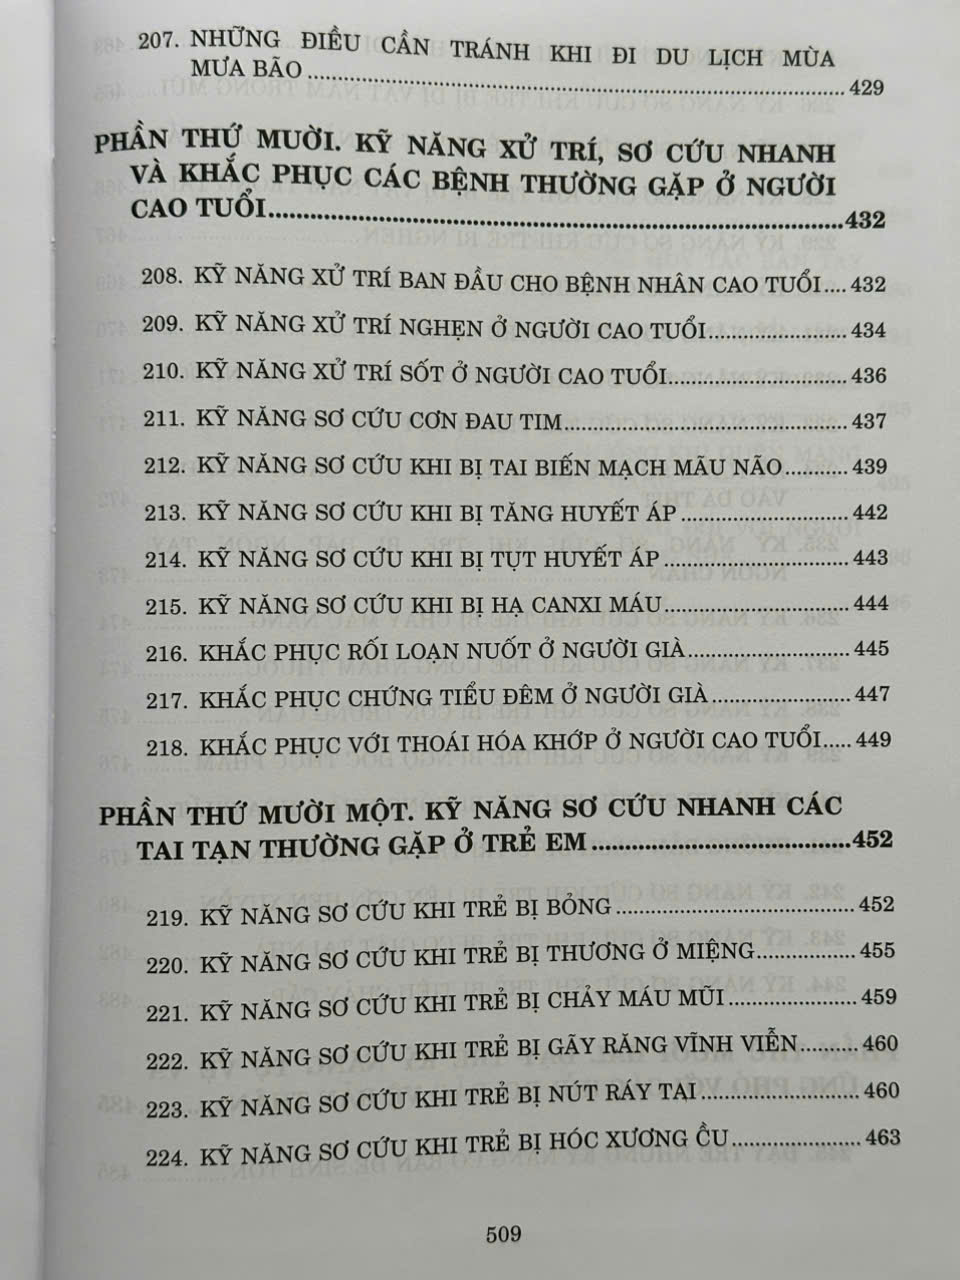 207. NHỮNG ĐIỀU CẦN TRÁNH KHI ĐI DU LỊCH MÙA
MƯA BÃO ........ 429
PHẦN THỨ MƯỜI. KỸ NĂNG XỬ TRÍ, SƠ CỨU NHANH
VÀ KHẮC PHỤC CÁC BỆNH THƯỜNG GẶP Ở NGƯỜI
CAO TUỔI........ 432
208. KỸ NĂNG XỬ TRÍ BAN ĐẦU CHO BỆNH NHÂN CAO TUỔI .... 432
209. KỸ NĂNG XỬ TRÍ NGHẸN Ở NGƯỜI CAO TUỔI........ 434
210. KỸ NĂNG XỬ TRÍ SỐT Ở NGƯỜI CAO TUỔI........ 436
211. KỸ NĂNG SƠ CỨU CƠN ĐAU TIM........ 437
212. KỸ NĂNG SƠ CỨU KHI BỊ TAI BIẾN MẠCH MÃU NÃO........ 439
213. KỸ NĂNG SƠ CỨU KHI BỊ TĂNG HUYẾT ÁP........ 442
214. KỸ NĂNG SƠ CỨU KHI BỊ TỤT HUYẾT ÁP........ 443
215. KỸ NĂNG SƠ CỨU KHI BỊ HẠ CANXI MÁU........ 444
216. KHẮC PHỤC RỐI LOẠN NUỐT Ở NGƯỜI GIÀ........ 445
217. KHẮC PHỤC CHỨNG TIỂU ĐÊM Ở NGƯỜI GIÀ........ 447
218. KHẮC PHỤC VỚI THOÁI HÓA KHỚP Ở NGƯỜI CAO TUỔI..... 449
PHẦN THỨ MƯỜI MỘT. KỸ NĂNG SƠ CỨU NHANH CÁC
TAI TẠN THƯỜNG GẶP Ở TRẺ EM ........ 452
219. KỸ NĂNG SƠ CỨU KHI TRẺ BỊ BỎNG ........ 452
220. KỸ NĂNG SƠ CỨU KHI TRẺ BỊ THƯƠNG Ở MIỆNG........ 455
221. KỸ NĂNG SƠ CỨU KHI TRẺ BỊ CHẢY MÁU MŨI ........ 459
222. KỸ NĂNG SƠ CỨU KHI TRẺ BỊ GÃY RĂNG VĨNH VIỄN........ 460
223. KỸ NĂNG SƠ CỨU KHI TRẺ BỊ NÚT RÁY TAI ........ 460
224. KỸ NĂNG SƠ CỨU KHI TRẺ BỊ HÓC XƯƠNG ỀU........ 463
509